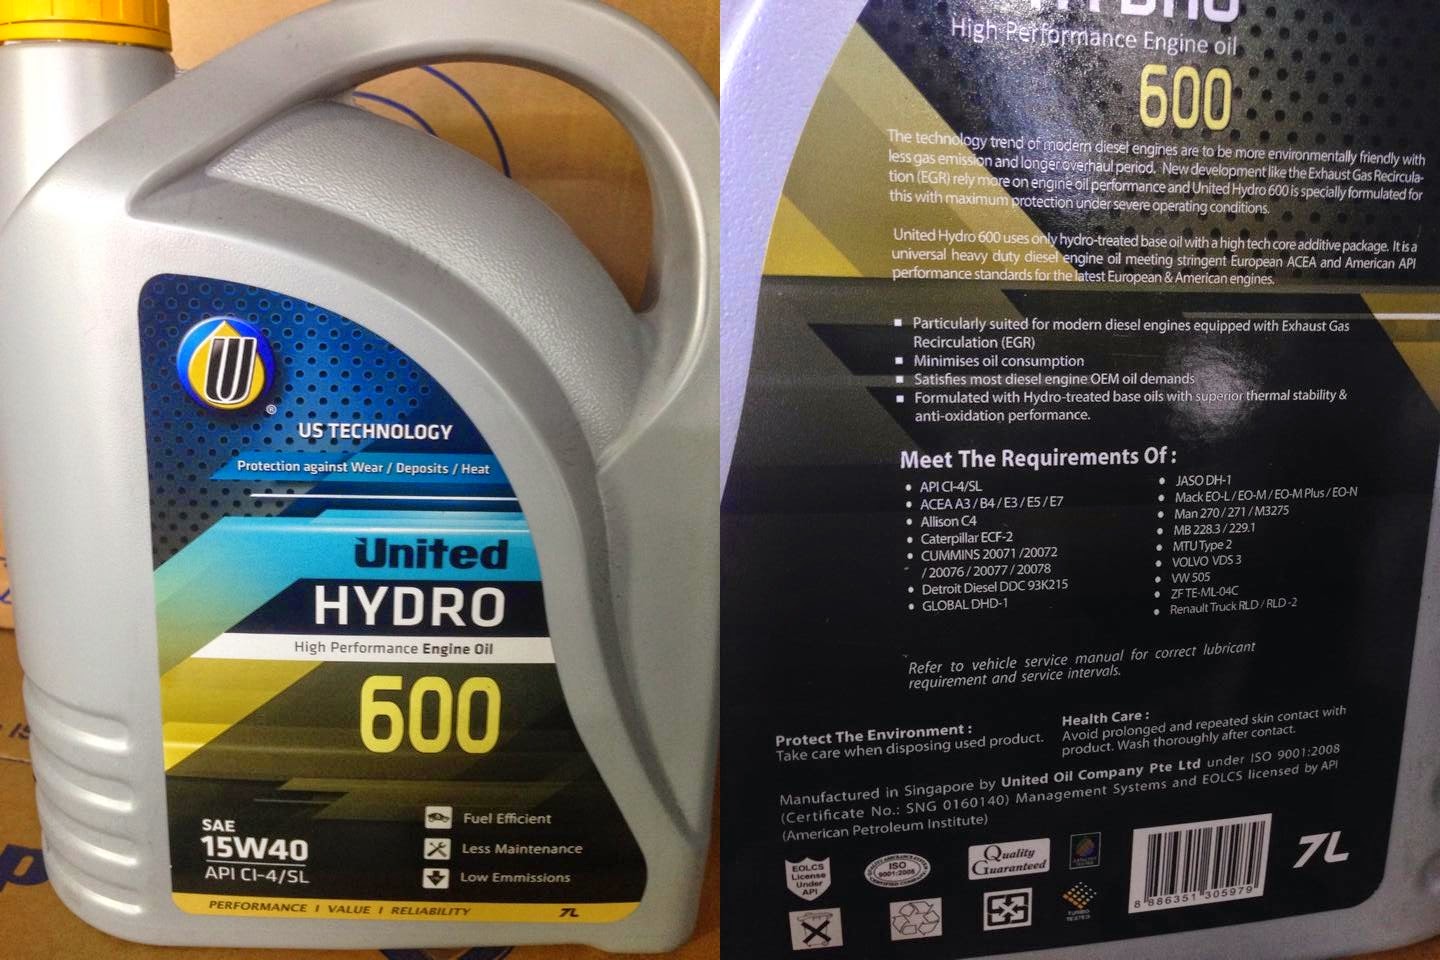 U
®
US TECHNOLOGY
Protection against Wear / Deposits / Heat
United
HYDRO
High Performance Engine Oil
600
SAE
15W40
API CI-4/SL
Fuel Efficient
Less Maintenance
Low Emmissions
PERFORMANCE I VALUE I RELIABILITY
7L
HYDRO
High Performance Engine oil
600
The technology trend of modern diesel engines are to be more environmentally friendly with
less gas emission and longer overhaul period. New development like the Exhaust Gas Recircula-
tion (EGR) rely more on engine oil performance and United Hydro 600 is specially formulated for
this with maximum protection under severe operating conditions.
United Hydro 600 uses only hydro-treated base oil with a high tech core additive package. It is a
universal heavy duty diesel engine oil meeting stringent European ACEA and American API
performance standards for the latest European & American engines.
Particularly suited for modern diesel engines equipped with Exhaust Gas
Recirculation (EGR)
Minimises oil consumption
Satisfies most diesel engine OEM oil demands
Formulated with Hydro-treated base oils with superior thermal stability &
anti-oxidation performance.
Meet The Requirements Of :
API CI-4/SL
ACEA A3 / B4 / E3 / E5 / E7
Allison C4
Caterpillar ECF-2
CUMMINS 20071 /20072
/ 20076 / 20077 / 20078
Detroit Diesel DDC 93K215
GLOBAL DHD-1
JASO DH-1
Mack EO-L / EO-M / EO-M Plus / EO-N
Man 270 / 271 / M3275
MB 228.3 / 229.1
MTU Type 2
VOLVO VDS 3
VW 505
ZF TE-ML-04C
Renault Truck RLD / RLD -2
Refer to vehicle service manual for correct lubricant
requirement and service intervals.
Protect The Environment :
Take care when disposing used product.
Health Care :
Avoid prolonged and repeated skin contact with
product. Wash thoroughly after contact.
Manufactured in Singapore by United Oil Company Pte Ltd under ISO 9001:2008
(Certificate No.: SNG 0160140) Management Systems and EOLCS licensed by API
(American Petroleum Institute)
EOLCS
License
Under
API
ISO
9001:2008
Quality
Guaranteed
TURBO
TESTED
8 886351 305979
7L